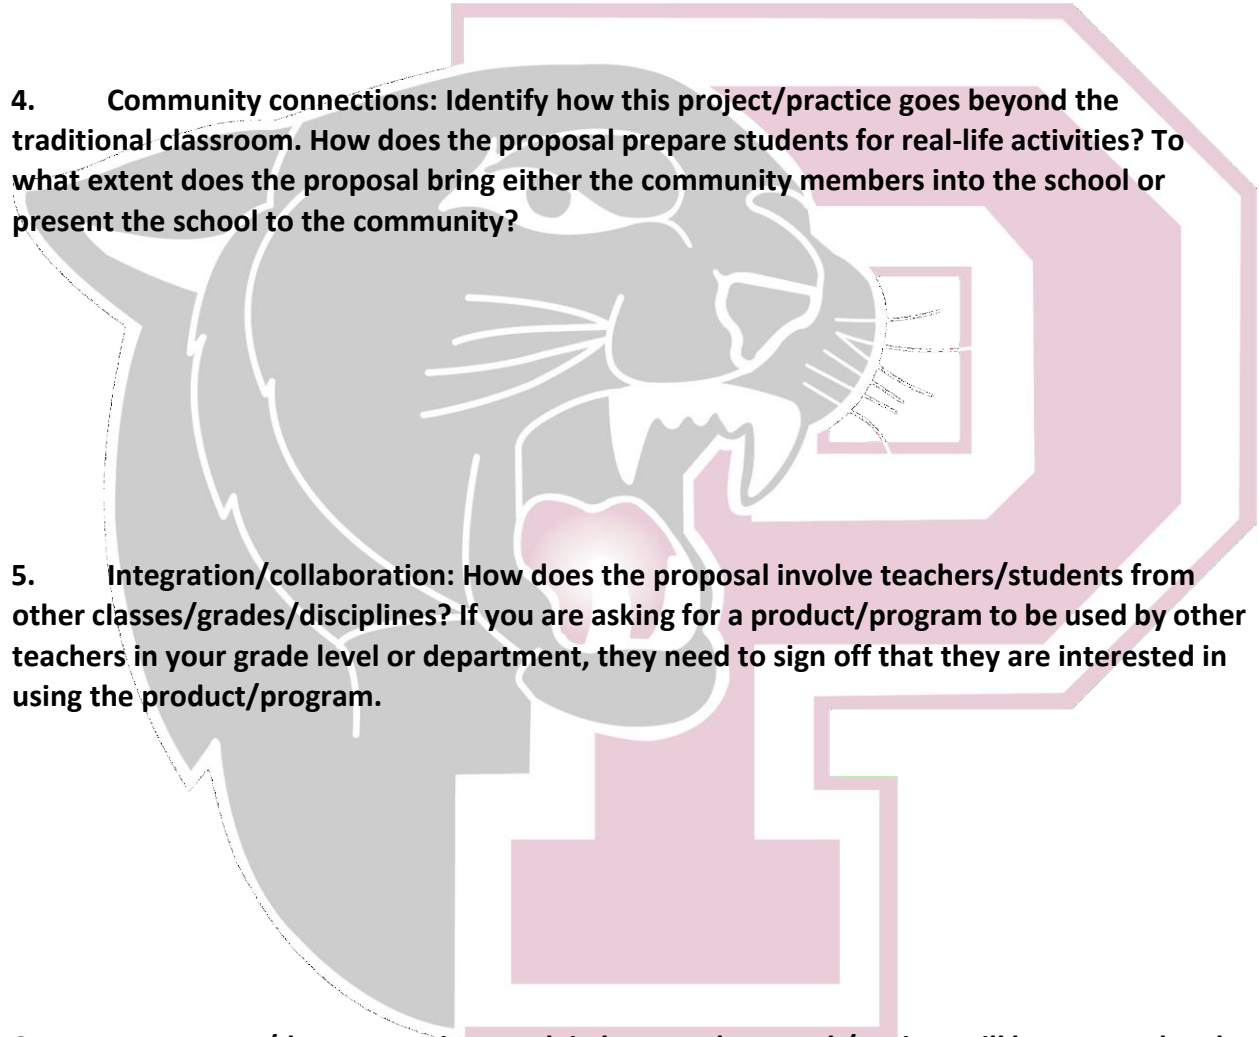 4. Community connections: Identify how this project/practice goes beyond the
traditional classroom. How does the proposal prepare students for real-life activities? To
what extent does the proposal bring either the community members into the school or
present the school to the community?
5. Integration/collaboration: How does the proposal involve teachers/students from
other classes/grades/disciplines? If you are asking for a product/program to be used by other
teachers in your grade level or department, they need to sign off that they are interested in
using the product/program.